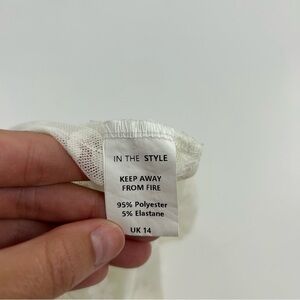 IN THE STYLE
KEEP AWAY
FROM FIRE
95% Polyester
5% Elastane
UK 14